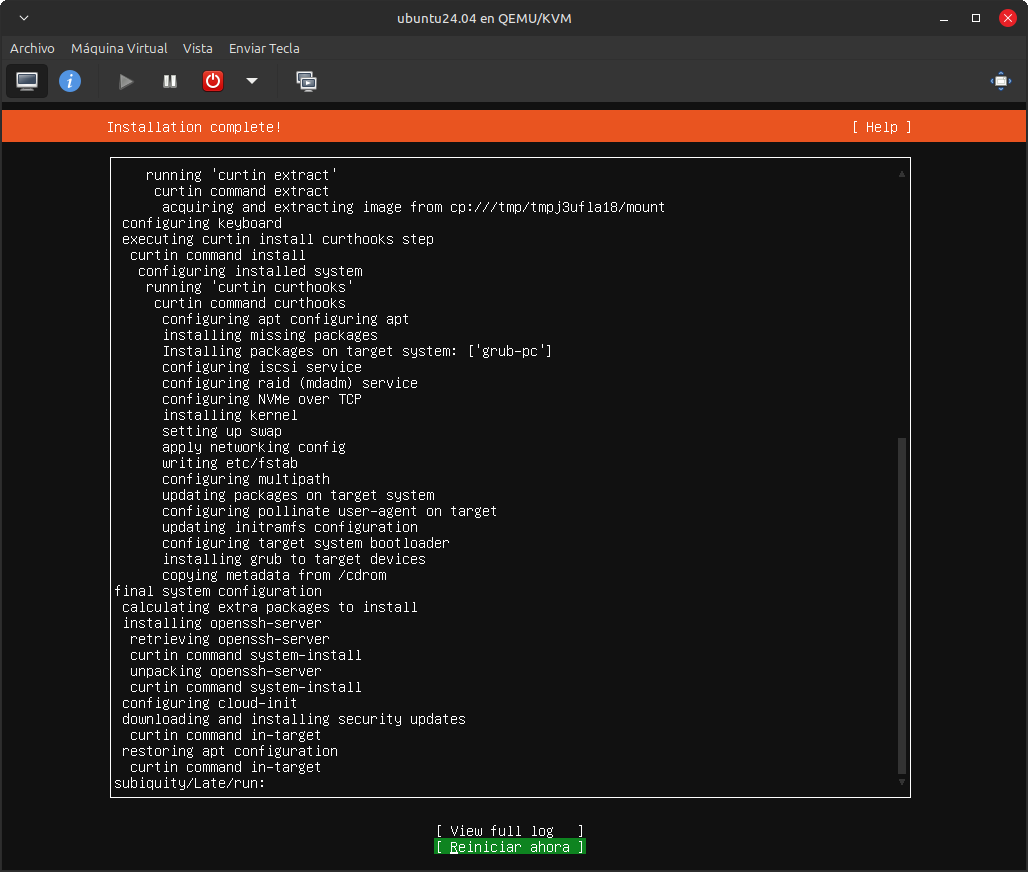 ubuntu24.04 en QEMU/KVM
Archivo Máquina Virtual Vista Enviar Tecla
Installation complete! [ Help ]
running 'curtin extract'
curtin command extract
acquiring and extracting image from cp:///tmp/tmpj3ufla18/mount
configuring keyboard
executing curtin install curthooks step
curtin command install
configuring installed system
running 'curtin curthooks'
curtin command curthooks
configuring apt configuring apt
installing missing packages
Installing packages on target system: ['grub-pc']
configuring iscsi service
configuring raid (mdadm) service
configuring NVMe over TCP
installing kernel
setting up swap
apply networking config
writing etc/fstab
configuring multipath
updating packages on target system
configuring pollinate user-agent on target
updating initramfs configuration
configuring target system bootloader
installing grub to target devices
copying metadata from /cdrom
final system configuration
calculating extra packages to install
installing openssh-server
retrieving openssh-server
curtin command system-install
unpacking openssh-server
curtin command system-install
configuring cloud-init
downloading and installing security updates
curtin command in-target
restoring apt configuration
curtin command in-target
subiquity/Late/run:
[ View full log ]
[ Reiniciar ahora ]